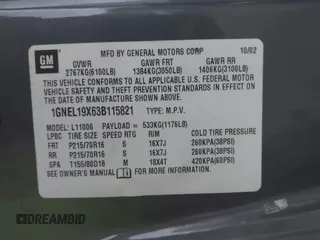 GM
MFD BY GENERAL MOTORS CORP 10/02
GVWR GAWR FRT GAWR RR
2767KG(6100LB) 1384KG(3050LB) 1406KG(3100LB)
THIS VEHICLE CONFORMS TO ALL APPLICABLE U.S. FEDERAL MOTOR
VEHICLE SAFETY AND THEFT PREVENTION STANDARDS IN EFFECT ON
THE DATE OF MANUFACTURE SHOWN ABOVE.
1GNEL19X63B115821 TYPE: M.P.V.
MODEL: L11006 PAYLOAD = 533KG(1176LB)
LPBC TIRE SIZE SPEED RTG RIM COLD TIRE PRESSURE
FRT P215/70R16 S 16X7J 260KPA(38PSI)
RR P215/70R16 S 16X7J 260KPA(38PSI)
SPA T155/80D18 M 18X4T 420KPA(60PSI)
SEE OWNER'S MANUAL FOR ADDITIONAL INFORMATION.
DREAMBID